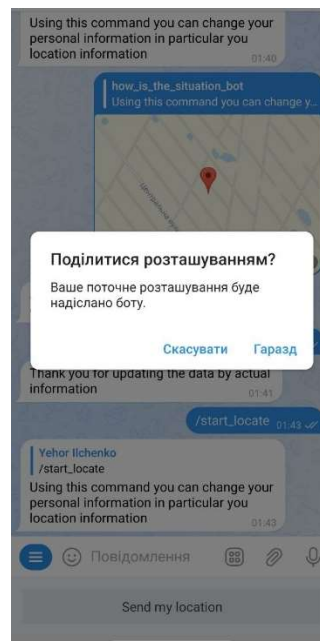 Using this command you can change your
personal information in particular you
location information
01:40
how_is_the_situation_bot
Using this command you can change y...
Поділитися розташуванням?
Ваше поточне розташування буде
надіслано боту.
Скасувати Гаразд
Thank you for updating the data by actual
information
01:41
/start_locate 01:43
Yehor Ilchenko
/start_locate
Using this command you can change your
personal information in particular you
location information
01:43
Повідомлення
Send my location